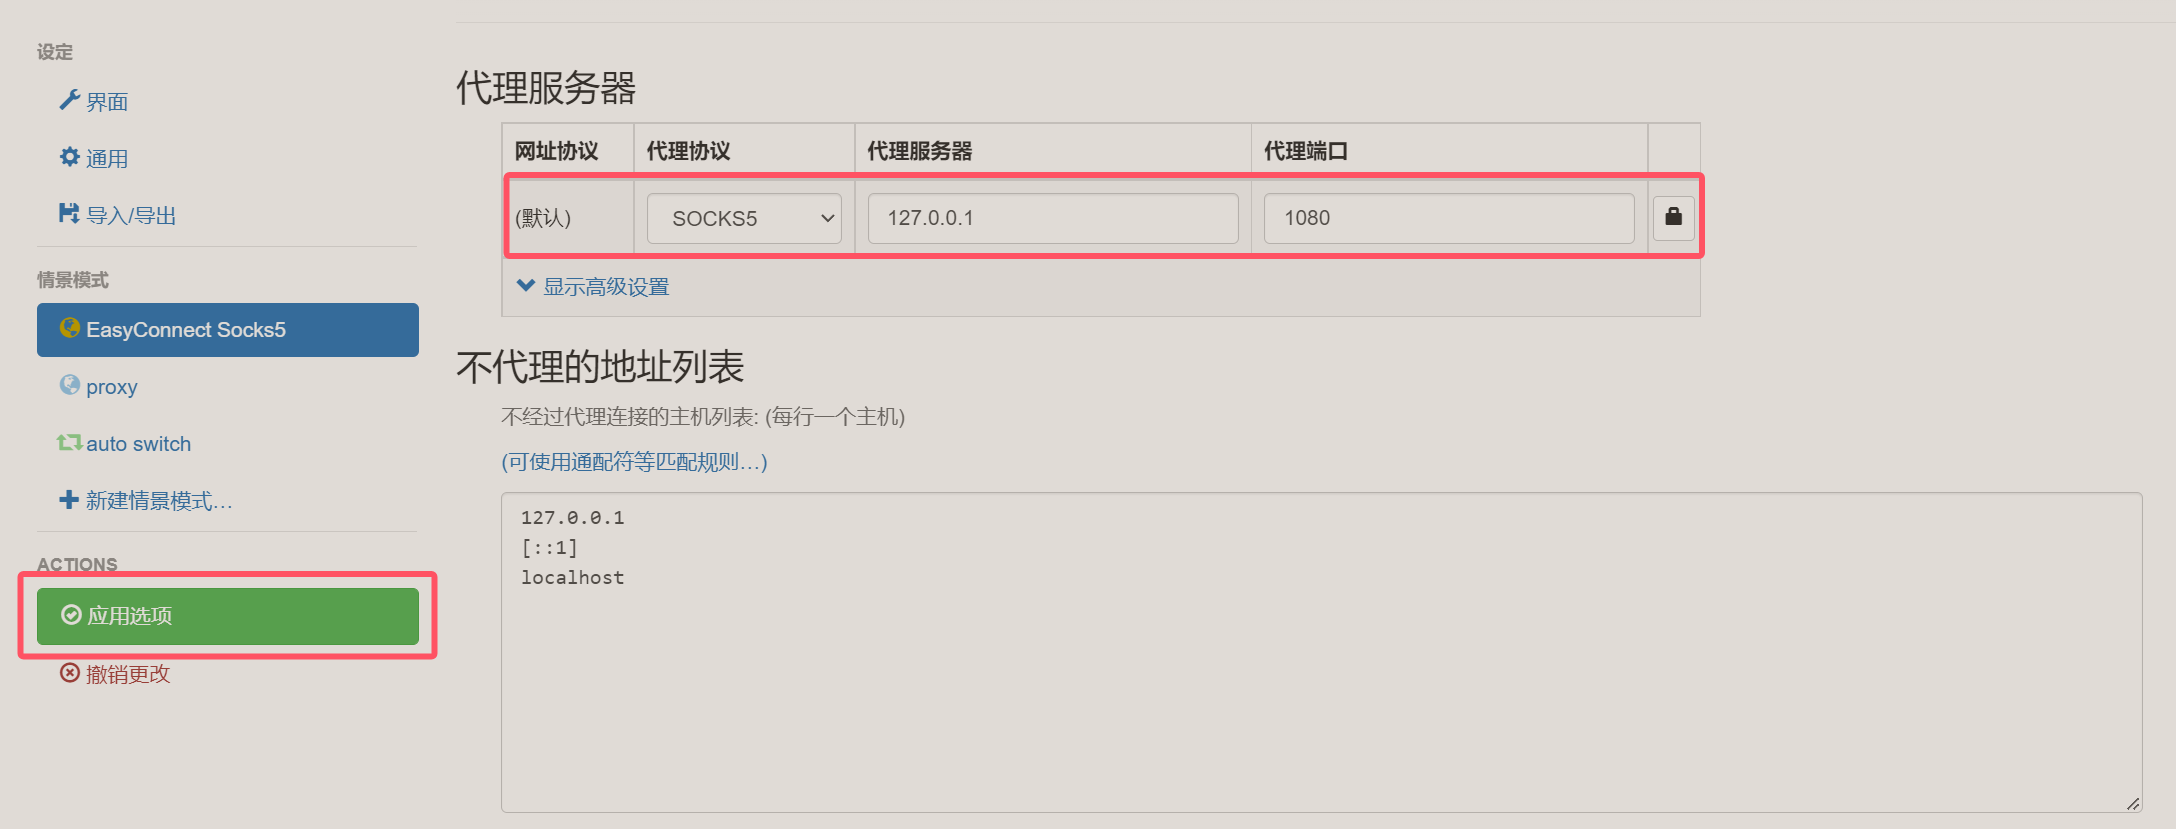 设定
界面
通用
导入/导出
情景模式
EasyConnect Socks5
proxy
auto switch
新建情景模式…
ACTIONS
应用选项
撤销更改
代理服务器
网址协议 代理协议 代理服务器 代理端口
(默认) SOCKS5 127.0.0.1 1080
显示高级设置
不代理的地址列表
不经过代理连接的主机列表: (每行一个主机)
(可使用通配符等匹配规则…)
127.0.0.1
[::1]
localhost